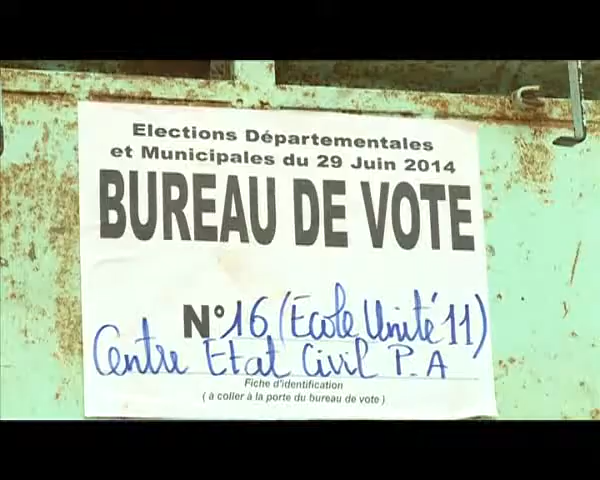 Elections Départementales
et Municipales du 29 Juin 2014
BUREAU DE VOTE
N° 16 (Ecole Unité 11)
Centre Etat Civil P.A
Fiche d'identification
( à coller à la porte du bureau de vote )